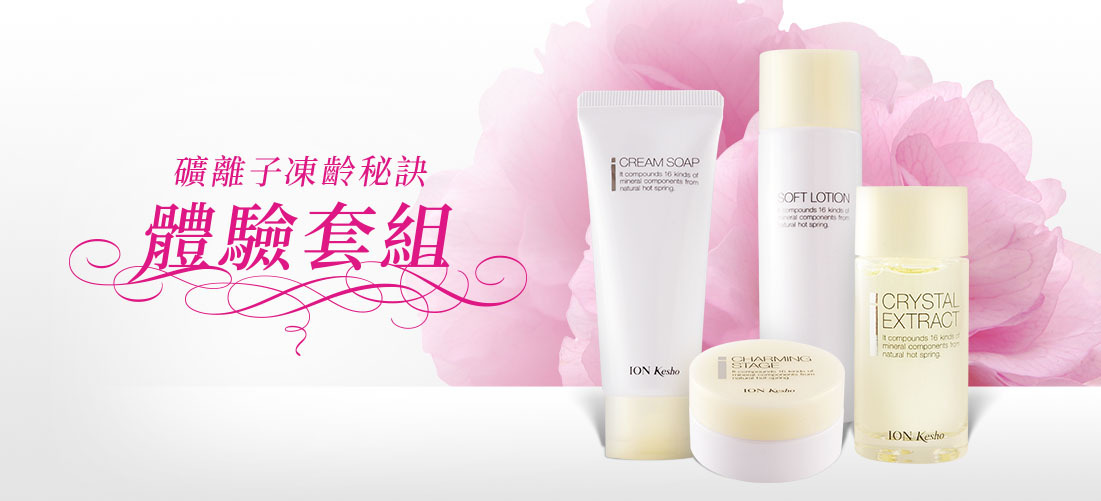 礦離子凍齡秘訣
體驗套組
CREAM SOAP
It compounds 16 kinds of
mineral components from
natural hot spring.
ION Kesho
SOFT LOTION
It compounds 16 kinds of
mineral components from
natural hot spring.
CHARMING
STAGE
It compounds 16 kinds of
mineral components from
natural hot spring.
ION Kesho
CRYSTAL
EXTRACT
It compounds 16 kinds of
mineral components from
natural hot spring.
ION Kesho